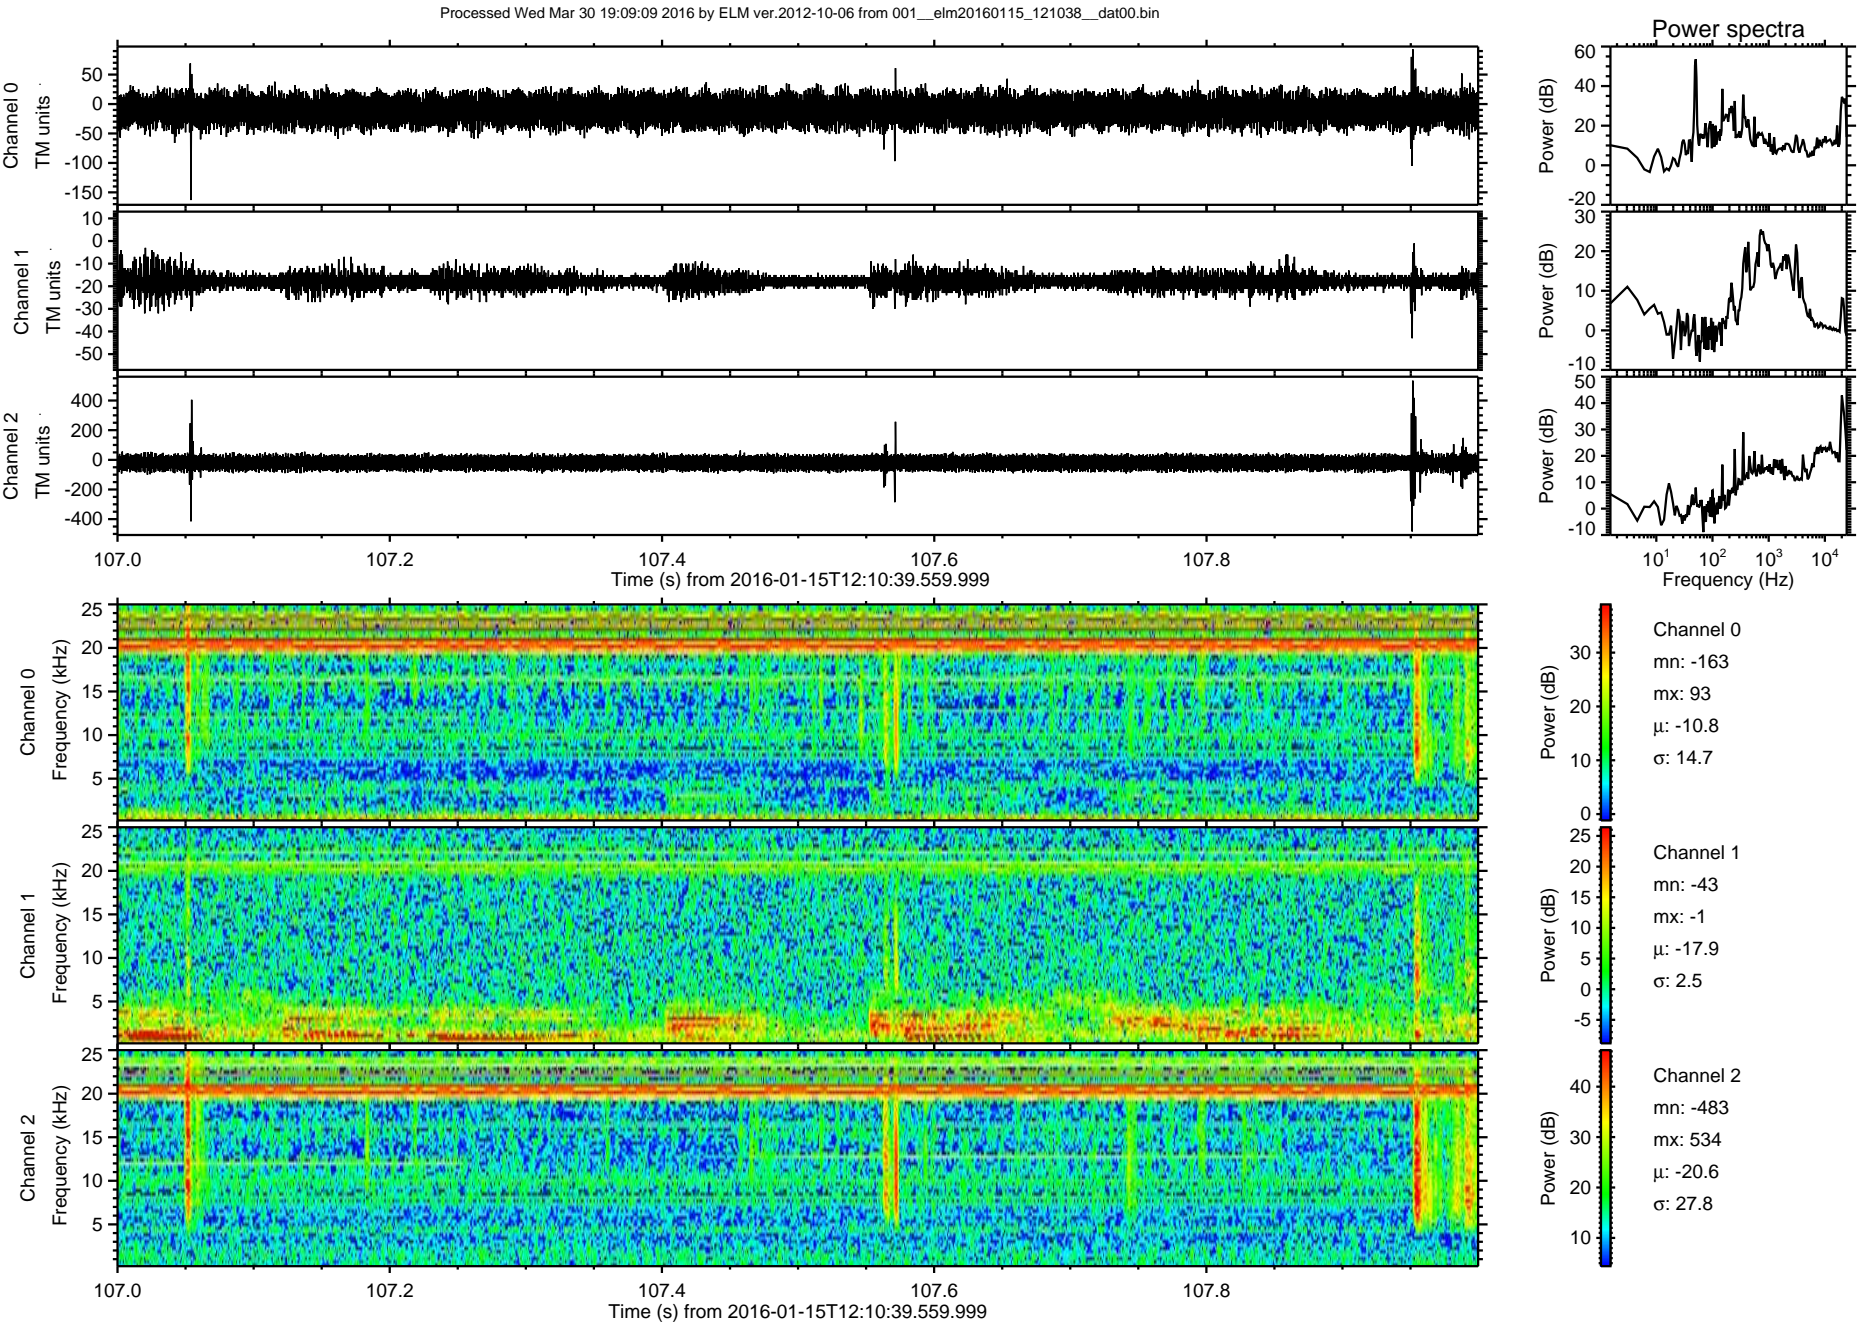 Processed Wed Mar 30 19:09:09 2016 by ELM ver.2012-10-06 from 001__elm20160115_121038__dat00.bin
Power spectra
Channel 0
TM units
50
0
-50
-100
-150
Power (dB)
60
40
20
0
-20
Channel 1
TM units
10
0
-10
-20
-30
-40
-50
Power (dB)
30
20
10
0
-10
Channel 2
TM units
400
200
0
-200
-400
Power (dB)
50
40
30
20
10
0
-10
107.0 107.2 107.4 107.6 107.8
Time (s) from 2016-01-15T12:10:39.559.999
10¹ 10² 10³ 10⁴
Frequency (Hz)
Channel 0
Frequency (kHz)
25
20
15
10
5
Power (dB)
30
20
10
0
Channel 0
mn: -163
mx: 93
µ: -10.8
σ: 14.7
Channel 1
Frequency (kHz)
25
20
15
10
5
Power (dB)
25
20
15
10
5
0
-5
Channel 1
mn: -43
mx: -1
µ: -17.9
σ: 2.5
Channel 2
Frequency (kHz)
25
20
15
10
5
Power (dB)
40
30
20
10
Channel 2
mn: -483
mx: 534
µ: -20.6
σ: 27.8
107.0 107.2 107.4 107.6 107.8
Time (s) from 2016-01-15T12:10:39.559.999